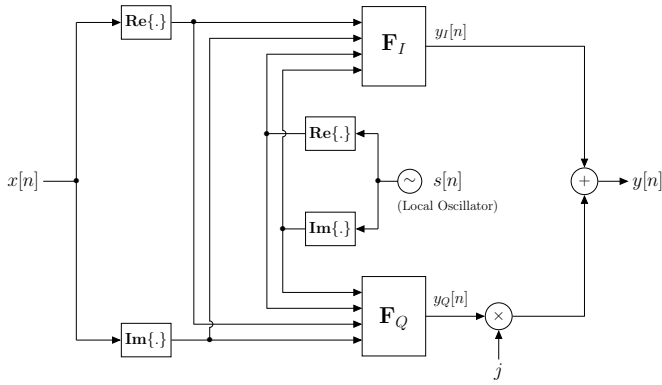 Re{.}
F_I
y_I[n]
Re{.}
x[n]
∼
s[n]
+
y[n]
(Local Oscillator)
Im{.}
F_Q
y_Q[n]
×
Im{.}
j